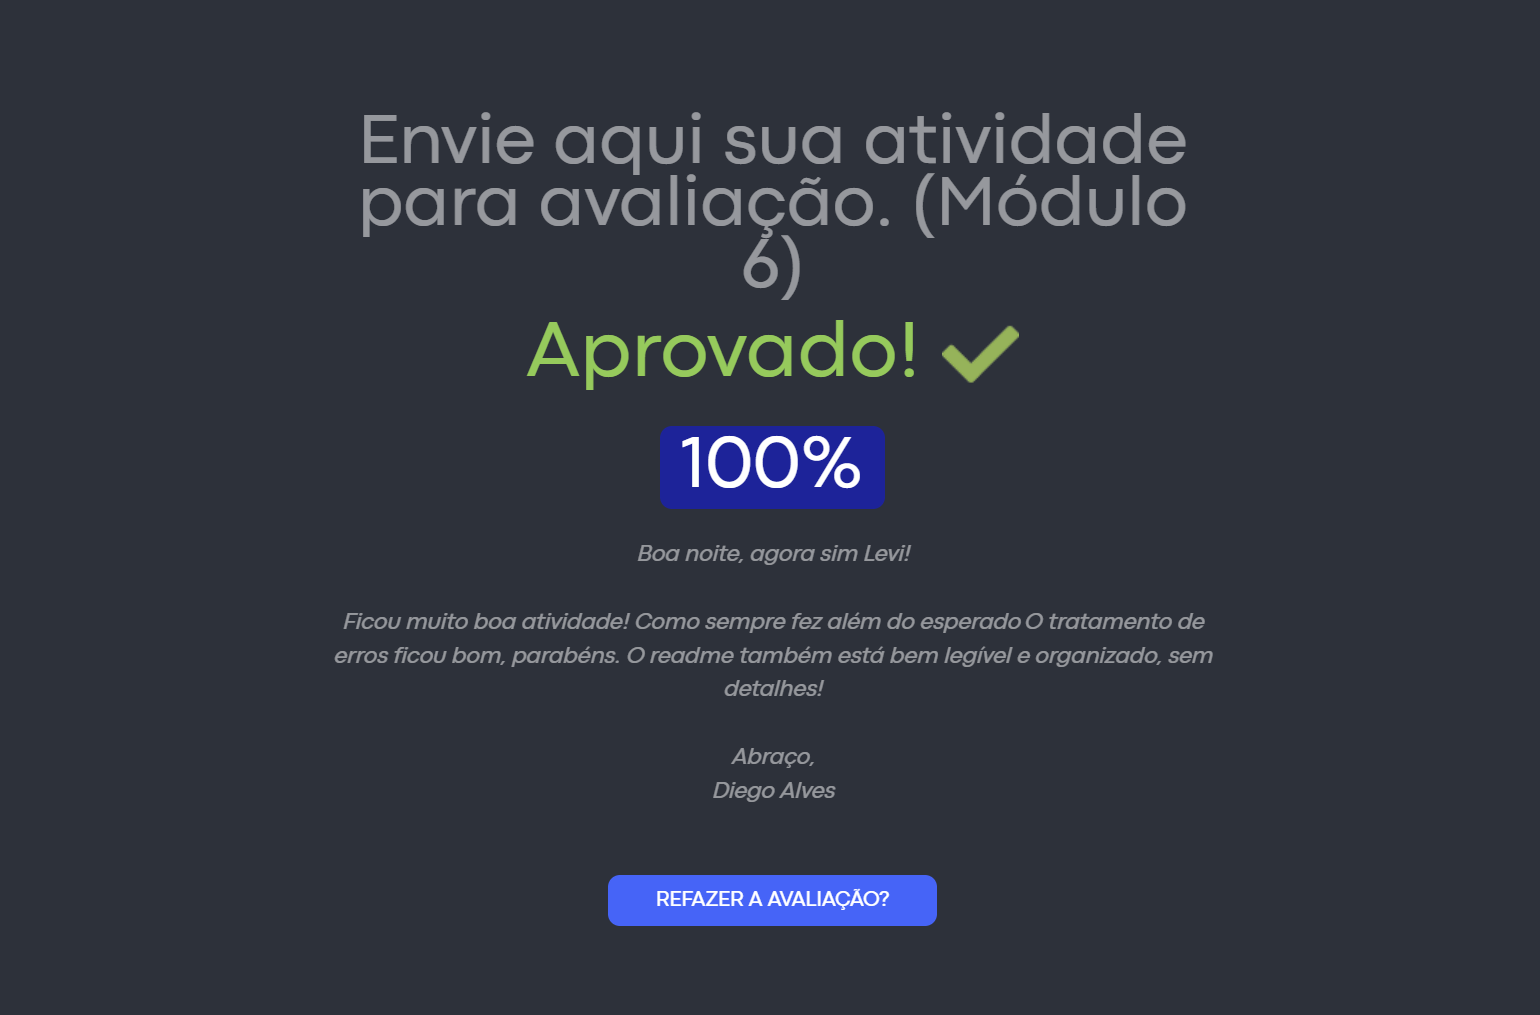 Envie aqui sua atividade
para avaliação. (Módulo
6)
Aprovado!
100%
Boa noite, agora sim Levi!
Ficou muito boa atividade! Como sempre fez além do esperado O tratamento de
erros ficou bom, parabéns. O readme também está bem legível e organizado, sem
detalhes!
Abraço,
Diego Alves
REFAZER A AVALIAÇÃO?